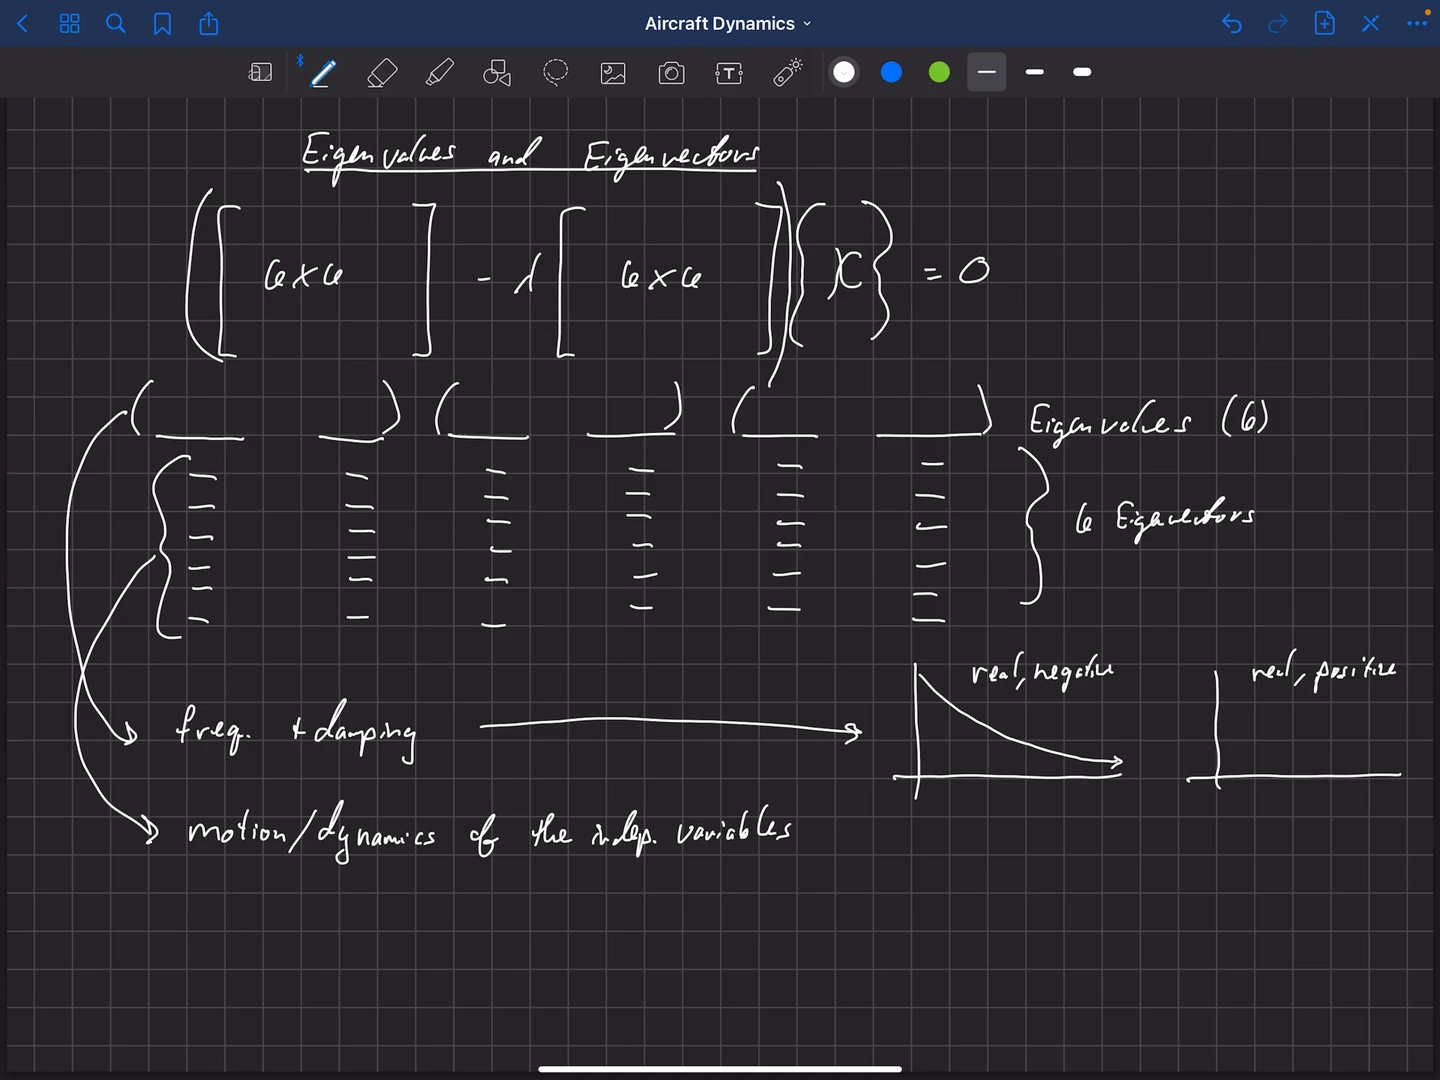 Aircraft Dynamics
Eigenvalues and Eigenvectors
([6x6] - λ[6x6]){X} = 0
( ) ( ) ( ) Eigenvalues (6)
6 Eigenvectors
real, negative
real, positive
freq. + damping
motion/dynamics of the indep. variables